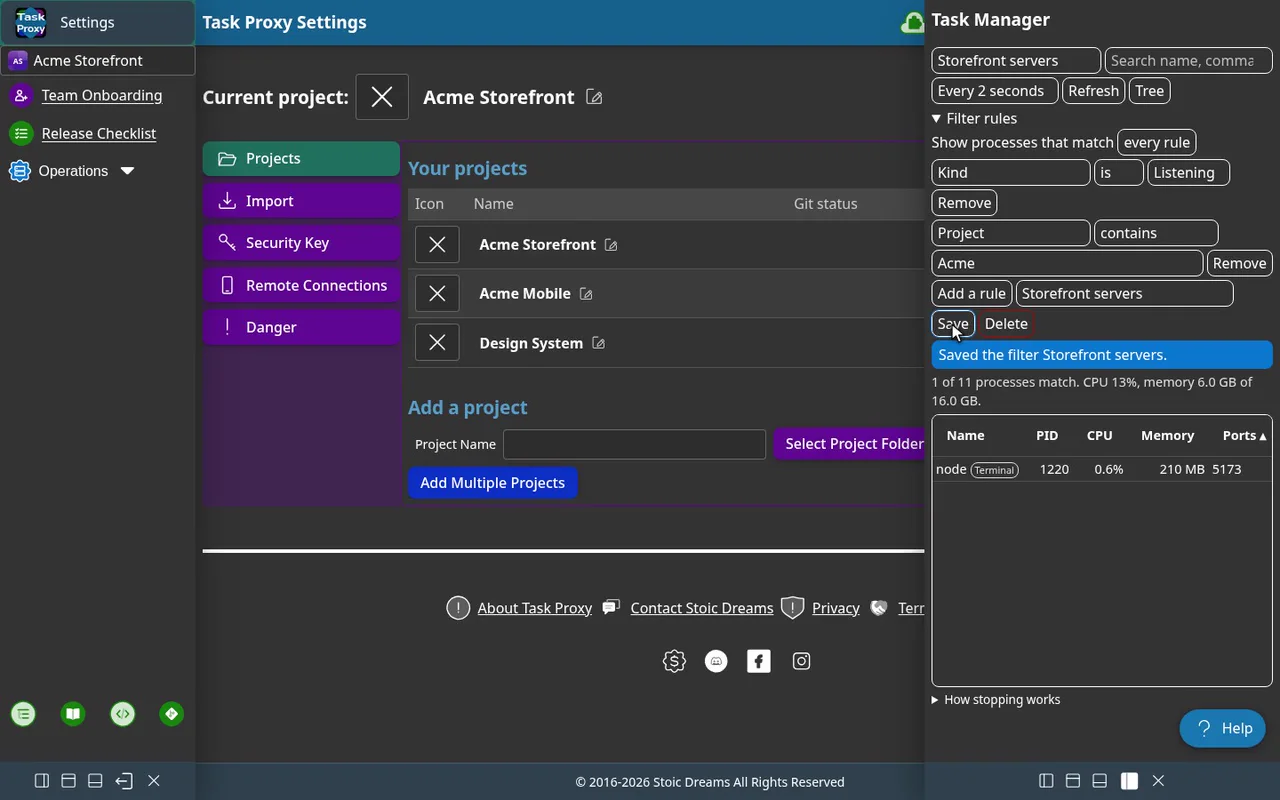 Task Proxy
Settings
Task Proxy Settings
Task Manager
AS
Acme Storefront
Team Onboarding
Release Checklist
Operations
Current project:
Acme Storefront
Projects
Import
Security Key
Remote Connections
Danger
Your projects
Icon
Name
Git status
Acme Storefront
Acme Mobile
Design System
Add a project
Project Name
Select Project Folder
Add Multiple Projects
About Task Proxy
Contact Stoic Dreams
Privacy
Terr
© 2016-2026 Stoic Dreams All Rights Reserved
Storefront servers
Search name, comma
Every 2 seconds
Refresh
Tree
▼ Filter rules
Show processes that match every rule
Kind
is
Listening
Remove
Project
contains
Acme
Remove
Add a rule
Storefront servers
Save
Delete
Saved the filter Storefront servers.
1 of 11 processes match. CPU 13%, memory 6.0 GB of
16.0 GB.
Name PID CPU Memory Ports ▲
node Terminal 1220 0.6% 210 MB 5173
▶ How stopping works
? Help